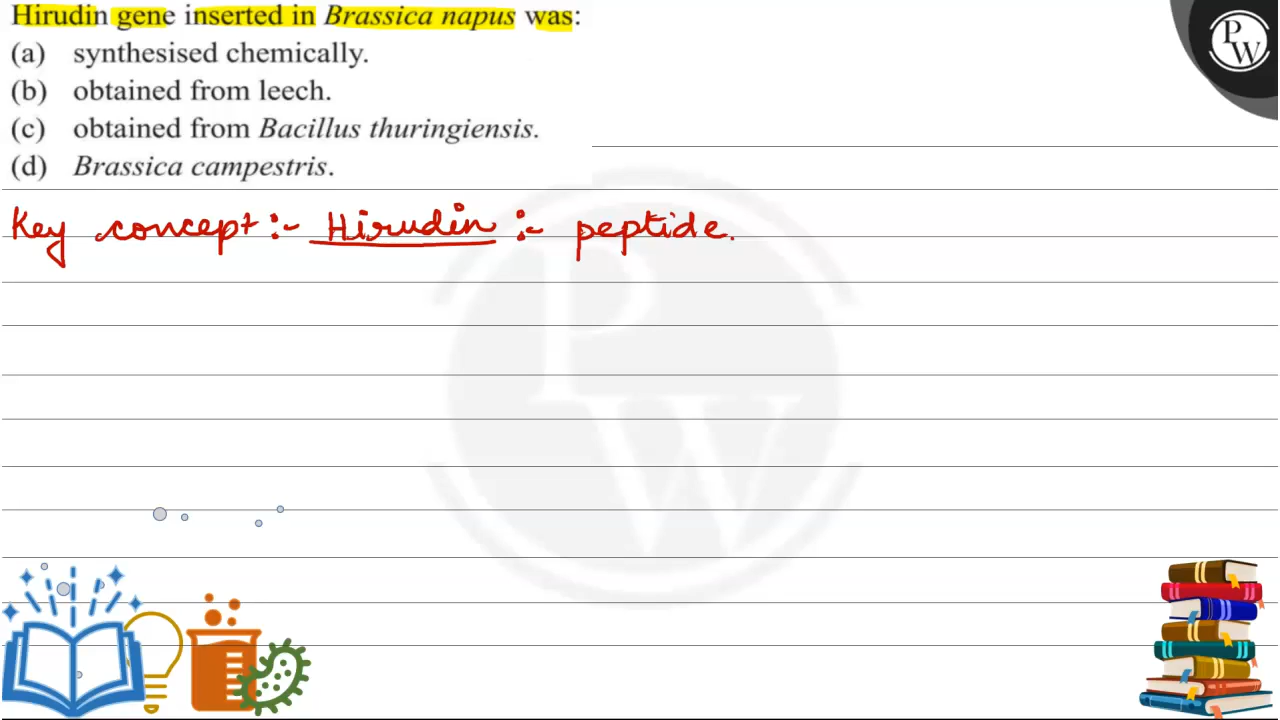 Hirudin gene inserted in Brassica napus was:
(a) synthesised chemically.
(b) obtained from leech.
(c) obtained from Bacillus thuringiensis.
(d) Brassica campestris.
Key concept :- Hirudin :- peptide.
P
W
P
W